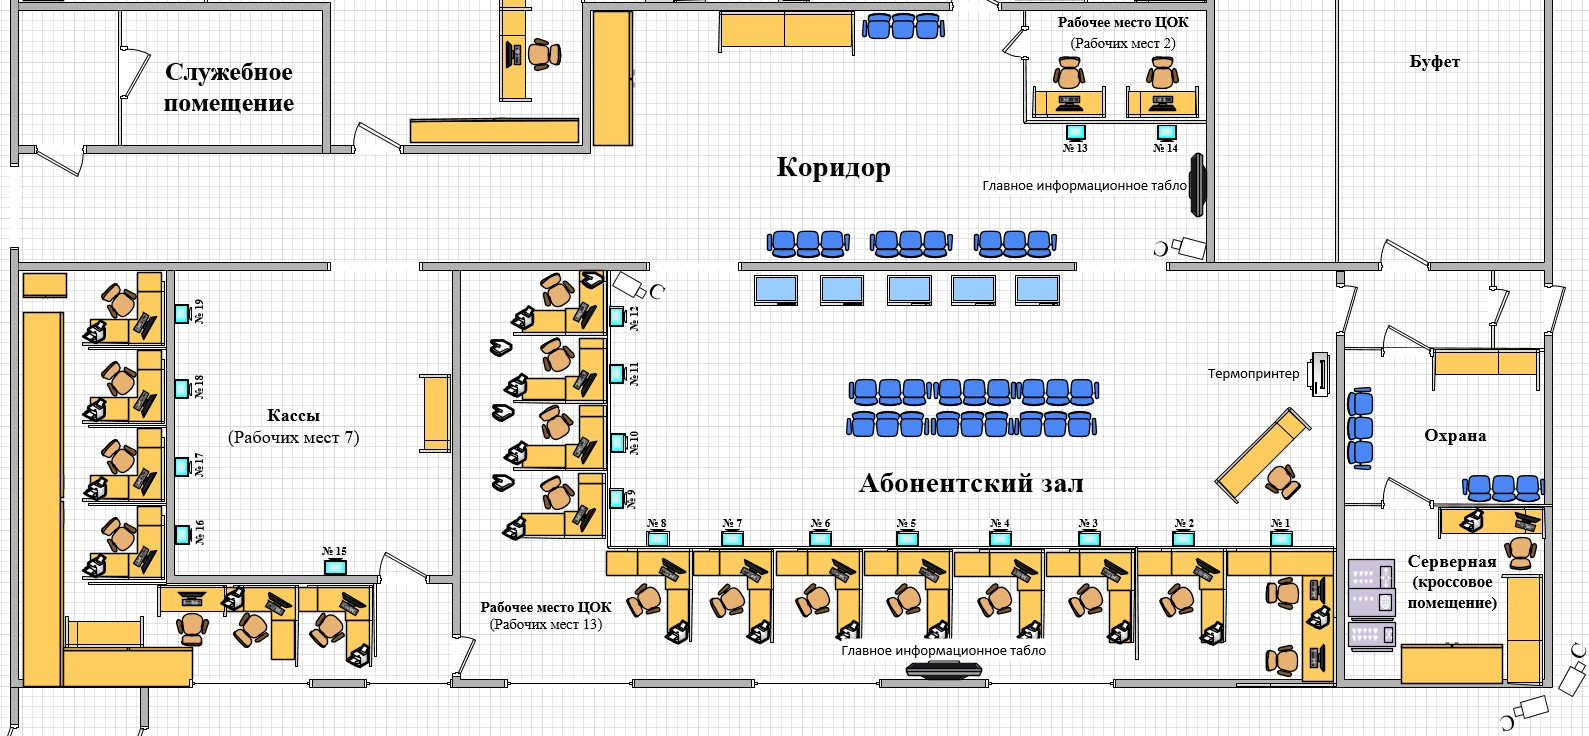 Служебное
помещение
Рабочее место ЦОК
(Рабочих мест 2)
Буфет
№ 13
№ 14
Коридор
Главное информационное табло
№ 19
№ 18
№ 17
№ 16
№ 15
Кассы
(Рабочих мест 7)
№ 12
№ 11
№ 10
№ 9
Термопринтер
Охрана
Абонентский зал
№ 8
№ 7
№ 6
№ 5
№ 4
№ 3
№ 2
№ 1
Серверная
(кроссовое
помещение)
Рабочее место ЦОК
(Рабочих мест 13)
Главное информационное табло